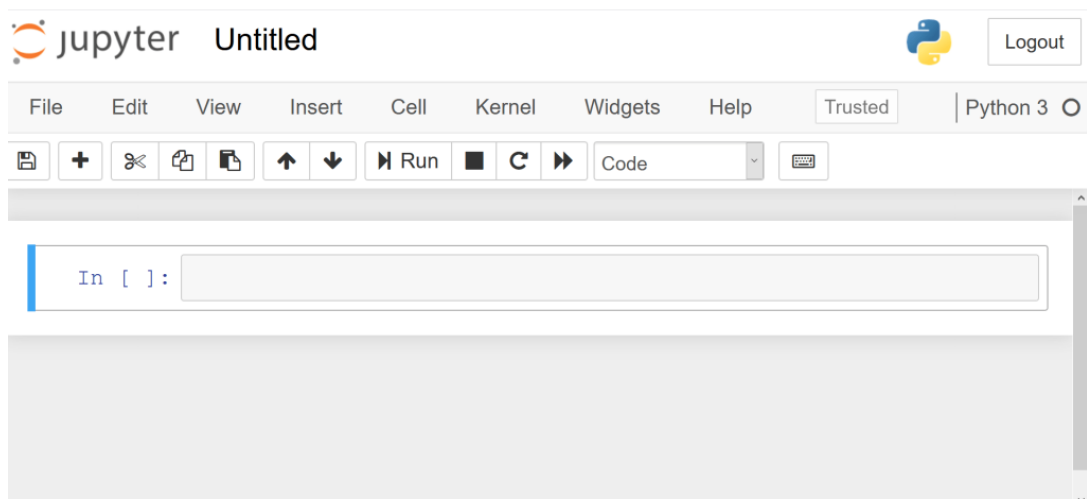 jupyter Untitled Logout
File Edit View Insert Cell Kernel Widgets Help Trusted Python 3
Run Code
In [ ]: